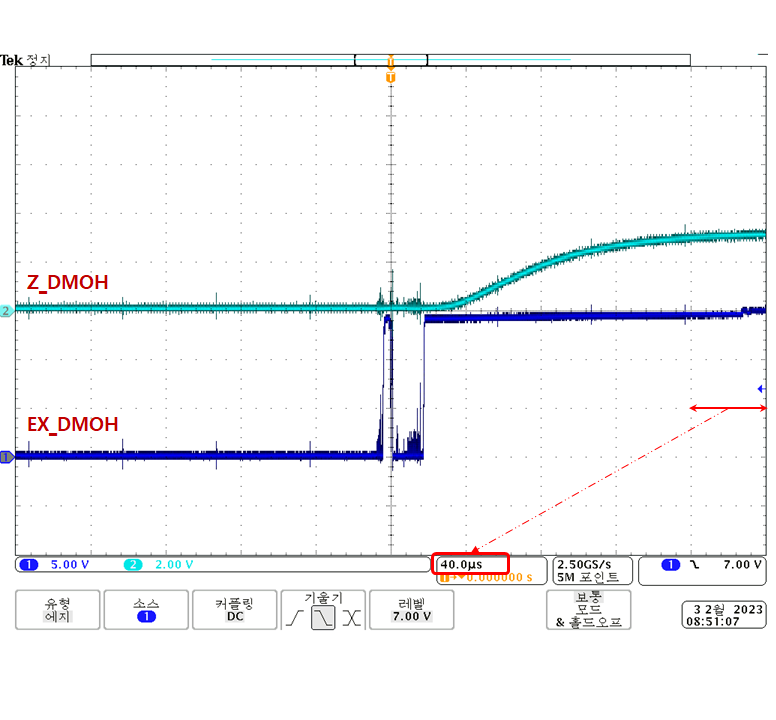 Tek 정지
T
T
Z_DMOH
2
EX_DMOH
1
1 5.00 V 2 2.00 V 40.0μs 2.50GS/s 1 7.00 V
T 0.000000 s 5M 포인트
유형 에지
소스 1
커플링 DC
기울기
레벨 7.00 V
보통 모드 & 홀드오프
3 2월 2023
08:51:07